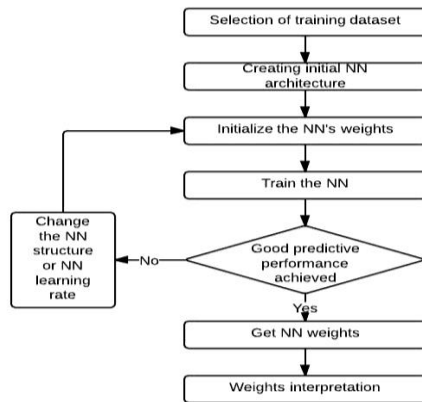 Selection of training dataset
Creating initial NN
architecture
Initialize the NN's weights
Train the NN
Change
the NN
structure
or NN
learning
rate
No
Good predictive
performance
achieved
Yes
Get NN weights
Weights interpretation